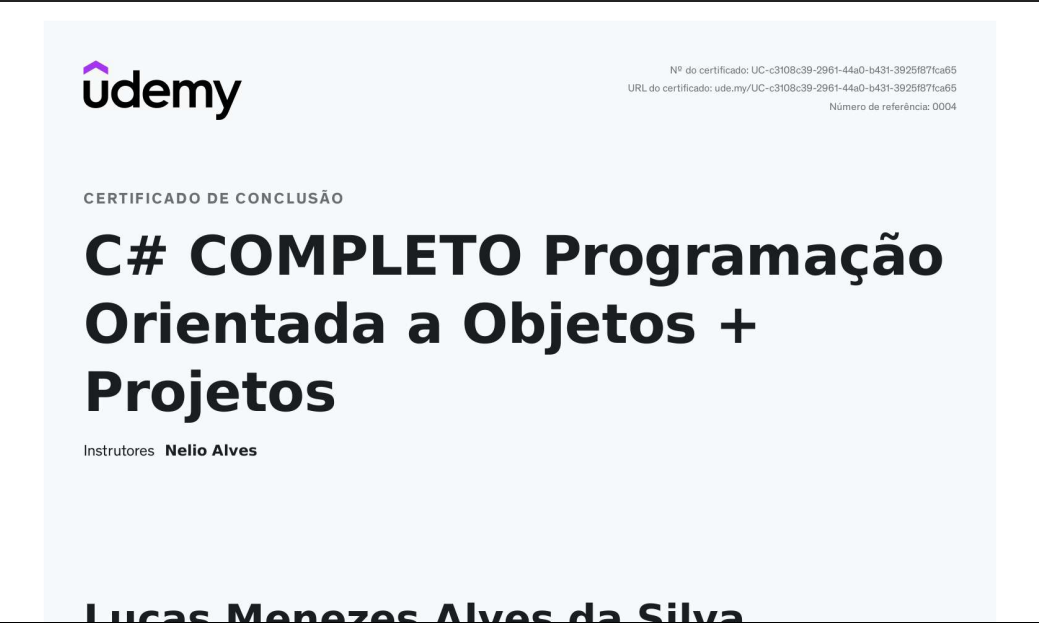 udemy
Nº do certificado: UC-c3108c39-2961-44a0-b431-3925f87fca65
URL do certificado: ude.my/UC-c3108c39-2961-44a0-b431-3925f87fca65
Número de referência: 0004
CERTIFICADO DE CONCLUSÃO
C# COMPLETO Programação
Orientada a Objetos +
Projetos
Instrutores Nelio Alves
Lucas Menezes Alves da Silva